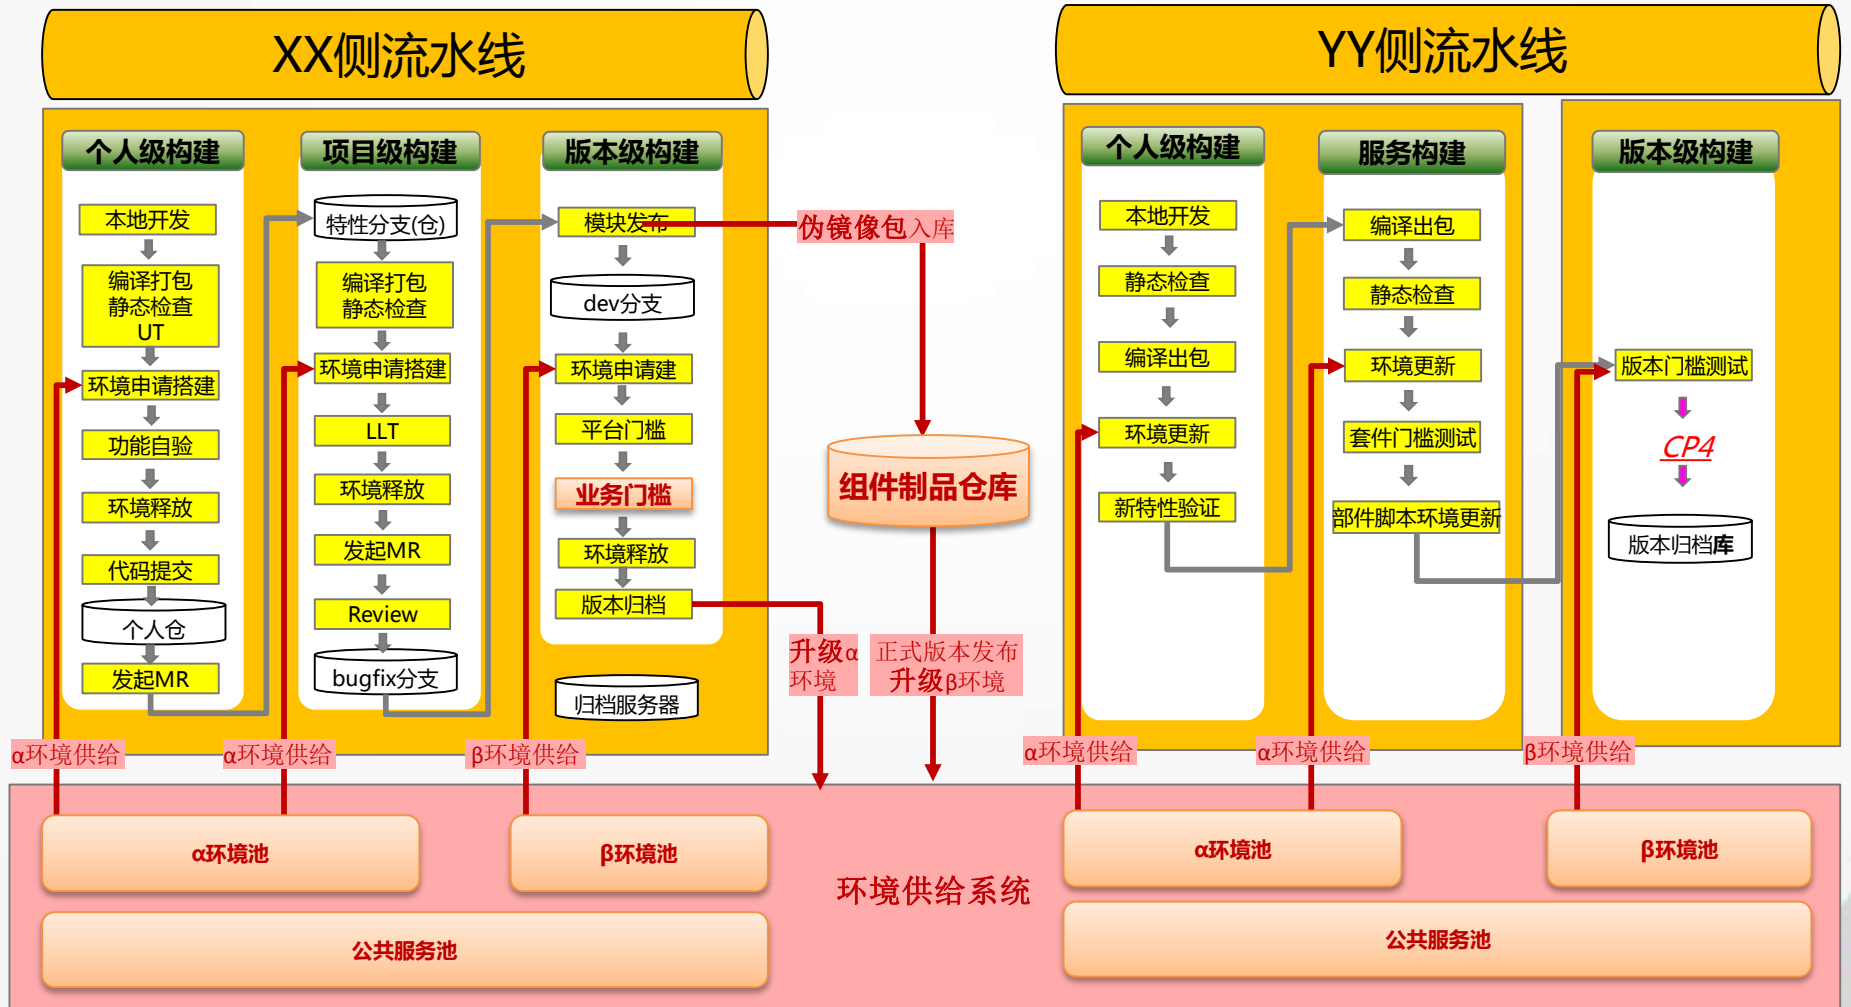 XX侧流水线
YY侧流水线
个人级构建
本地开发
编译打包
静态检查
UT
环境申请搭建
功能自验
环境释放
代码提交
个人仓
发起MR
项目级构建
特性分支(仓)
编译打包
静态检查
环境申请搭建
LLT
环境释放
发起MR
Review
bugfix分支
版本级构建
模块发布
dev分支
环境申请建
平台门槛
业务门槛
环境释放
版本归档
归档服务器
伪镜像包入库
组件制品仓库
升级α
环境
正式版本发布
升级β环境
个人级构建
本地开发
静态检查
编译出包
环境更新
新特性验证
服务构建
编译出包
静态检查
环境更新
套件门槛测试
部件脚本环境更新
版本级构建
版本门槛测试
CP4
版本归档库
α环境供给
α环境供给
β环境供给
α环境供给
α环境供给
β环境供给
α环境池
β环境池
公共服务池
环境供给系统
α环境池
β环境池
公共服务池